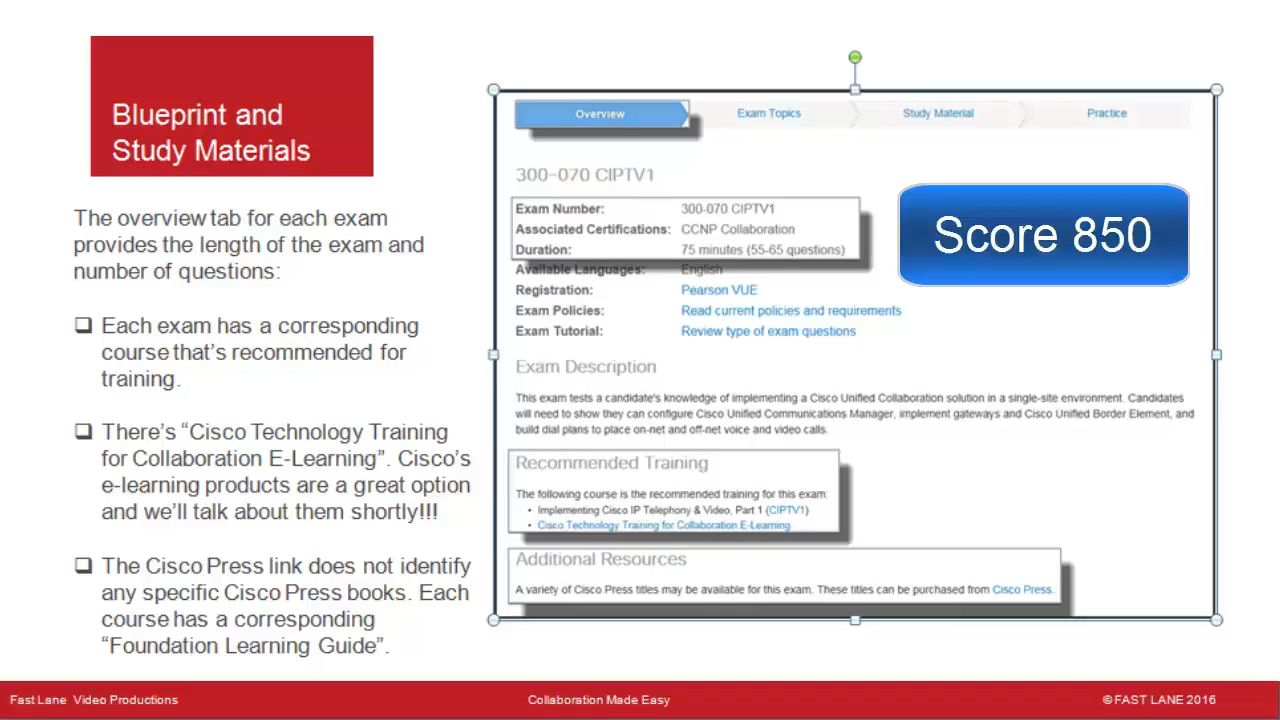 Blueprint and
Study Materials
The overview tab for each exam
provides the length of the exam and
number of questions:
❑ Each exam has a corresponding
course that’s recommended for
training.
❑ There’s “Cisco Technology Training
for Collaboration E-Learning”. Cisco’s
e-learning products are a great option
and we’ll talk about them shortly!!!
❑ The Cisco Press link does not identify
any specific Cisco Press books. Each
course has a corresponding
“Foundation Learning Guide”.
Overview Exam Topics Study Material Practice
300-070 CIPTV1
Exam Number: 300-070 CIPTV1
Associated Certifications: CCNP Collaboration
Duration: 75 minutes (55-65 questions)
Available Languages: English
Registration: Pearson VUE
Exam Policies: Read current policies and requirements
Exam Tutorial: Review type of exam questions
Score 850
Exam Description
This exam tests a candidate's knowledge of implementing a Cisco Unified Collaboration solution in a single-site environment. Candidates
will need to show they can configure Cisco Unified Communications Manager, implement gateways and Cisco Unified Border Element, and
build dial plans to place on-net and off-net voice and video calls.
Recommended Training
The following course is the recommended training for this exam:
• Implementing Cisco IP Telephony & Video, Part 1 (CIPTV1)
• Cisco Technology Training for Collaboration E-Learning
Additional Resources
A variety of Cisco Press titles may be available for this exam. These titles can be purchased from Cisco Press.
Fast Lane Video Productions
Collaboration Made Easy
© FAST LANE 2016